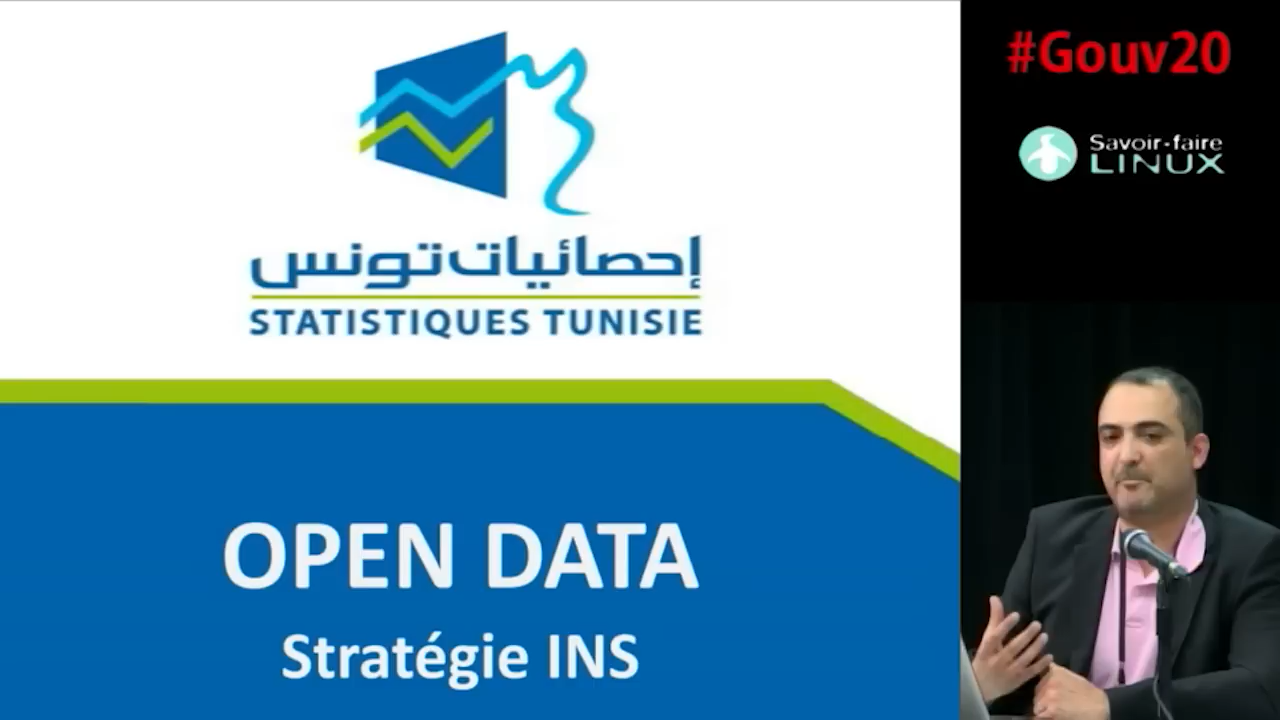 إحصائيات تونس
STATISTIQUES TUNISIE
OPEN DATA
Stratégie INS
#Gouv20
Savoir-faire
LINUX